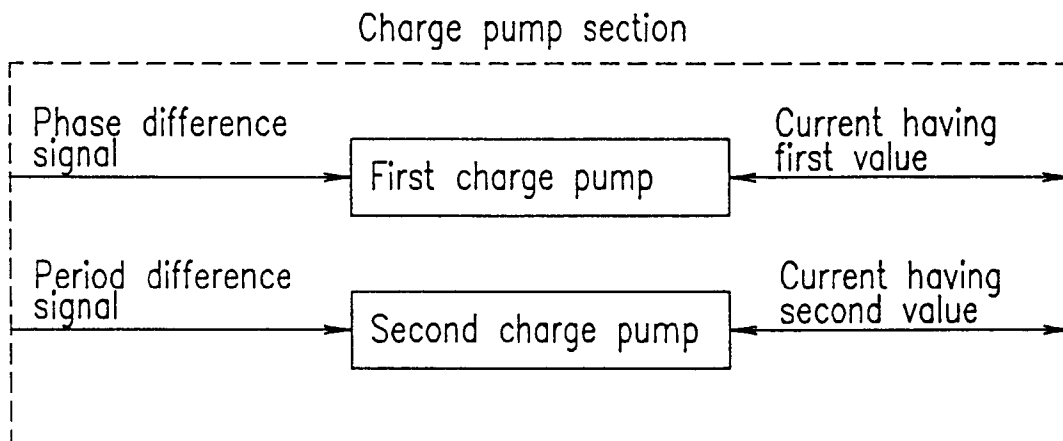 Charge pump section
Phase difference
signal
First charge pump
Current having
first value
Period difference
signal
Second charge pump
Current having
second value